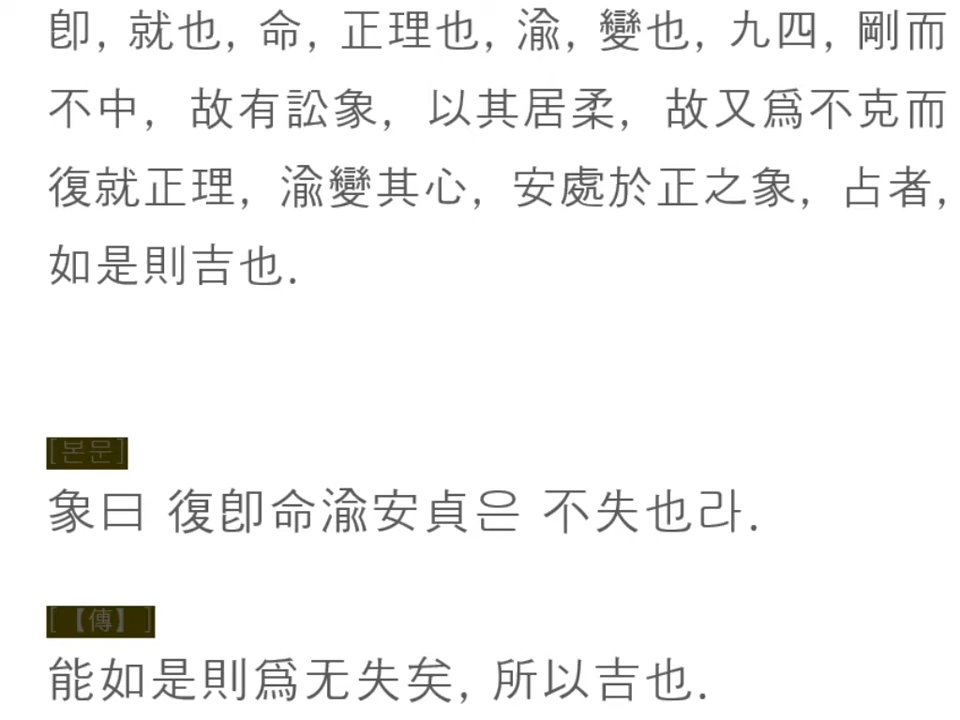 卽, 就也, 命, 正理也, 渝, 變也, 九四, 剛而
不中, 故有訟象, 以其居柔, 故又爲不克而
復就正理, 渝變其心, 安處於正之象, 占者,
如是則吉也.
[본문]
象曰 復卽命渝安貞은 不失也라.
[【傳】]
能如是則爲无失矣, 所以吉也.